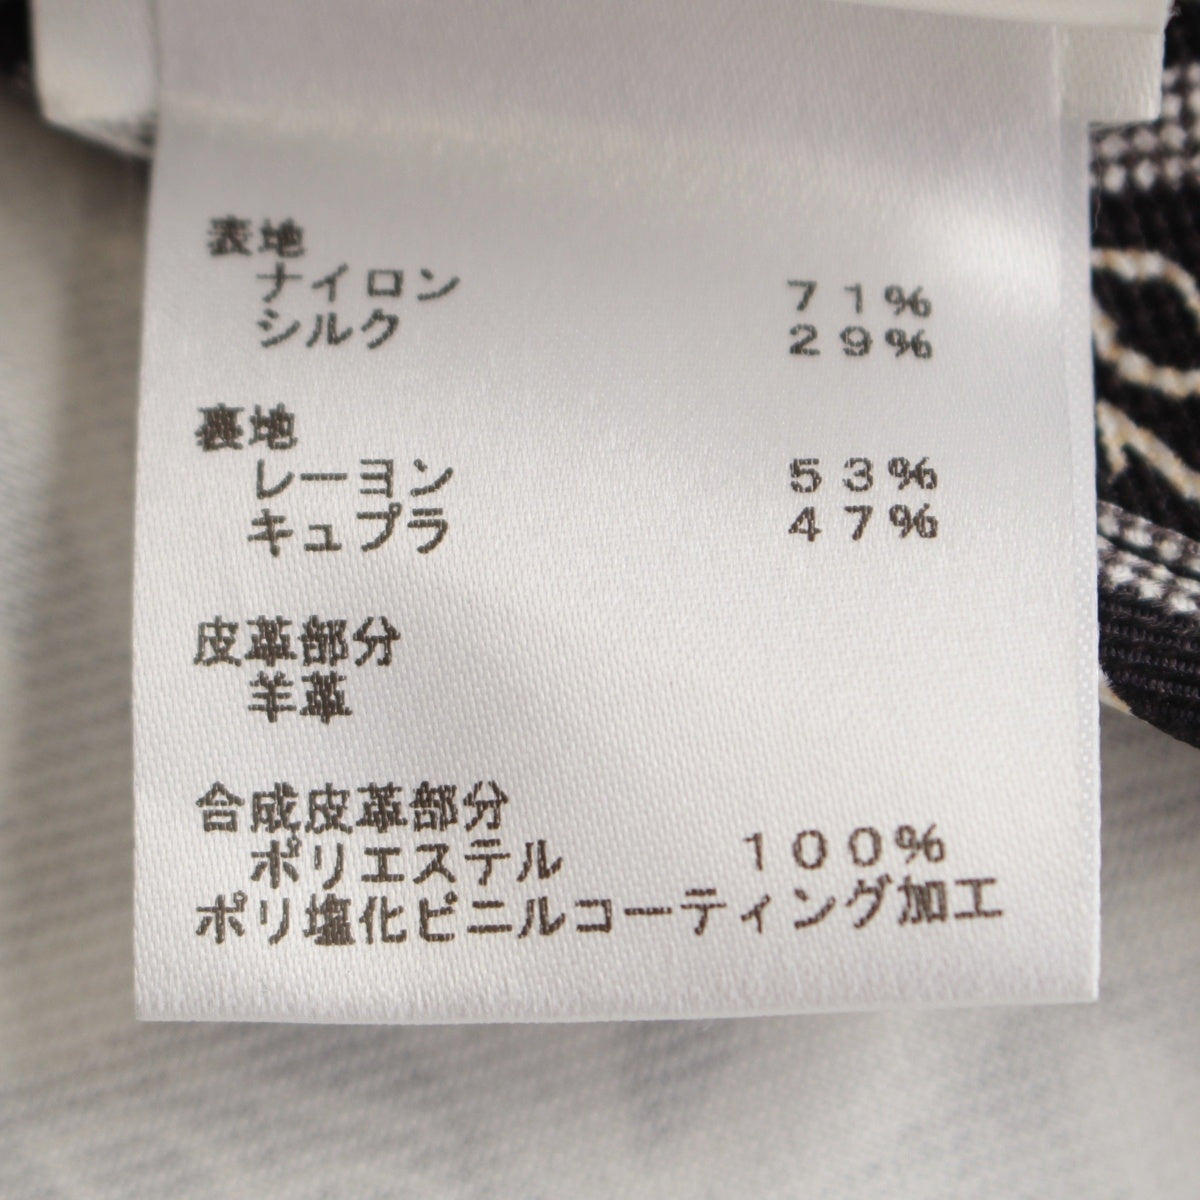 表地
ナイロン ７１％
シルク ２９％
裏地
レーヨン ５３％
キュプラ ４７％
皮革部分
羊革
合成皮革部分
ポリエステル １００％
ポリ塩化ビニルコーティング加工